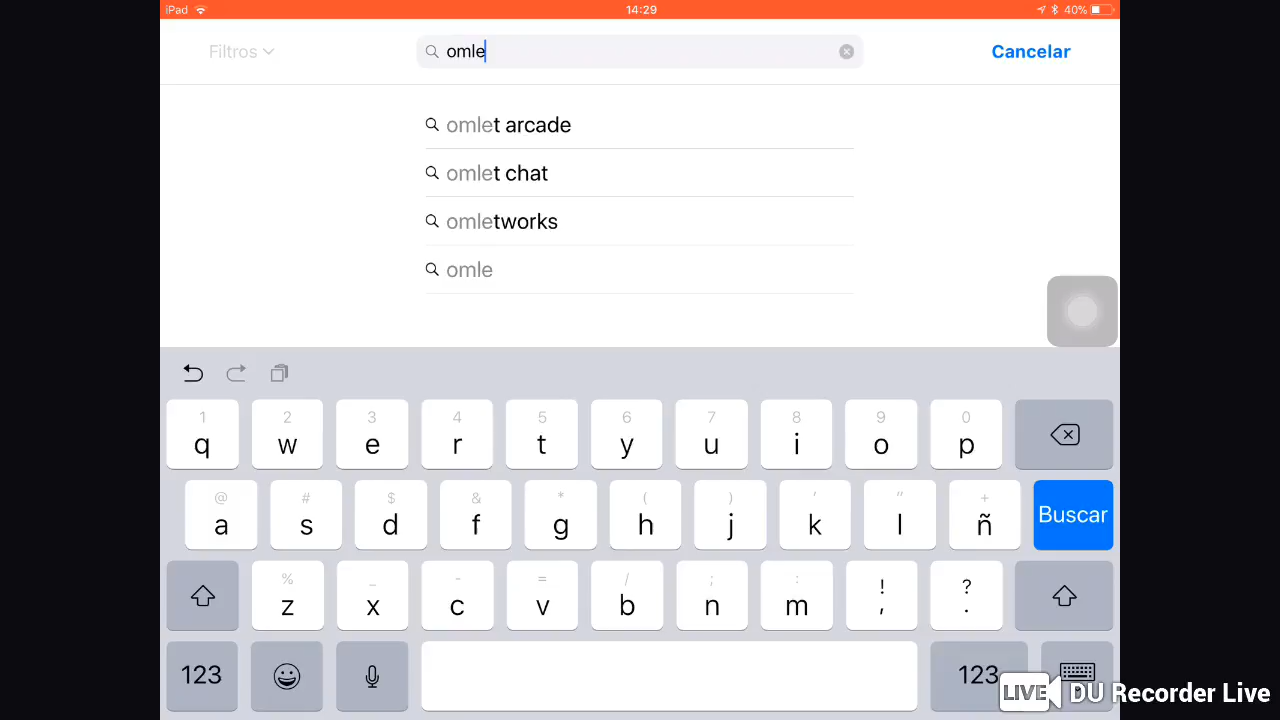 iPad 14:29 40%
Filtros omle Cancelar
omlet arcade
omlet chat
omletworks
omle
1 2 3 4 5 6 7 8 9 0
q w e r t y u i o p
@ # $ & * ( ) ' " +
a s d f g h j k l ñ Buscar
% _ - = / ; : ! ?
z x c v b n m , .
123 123
LIVE DU Recorder Live